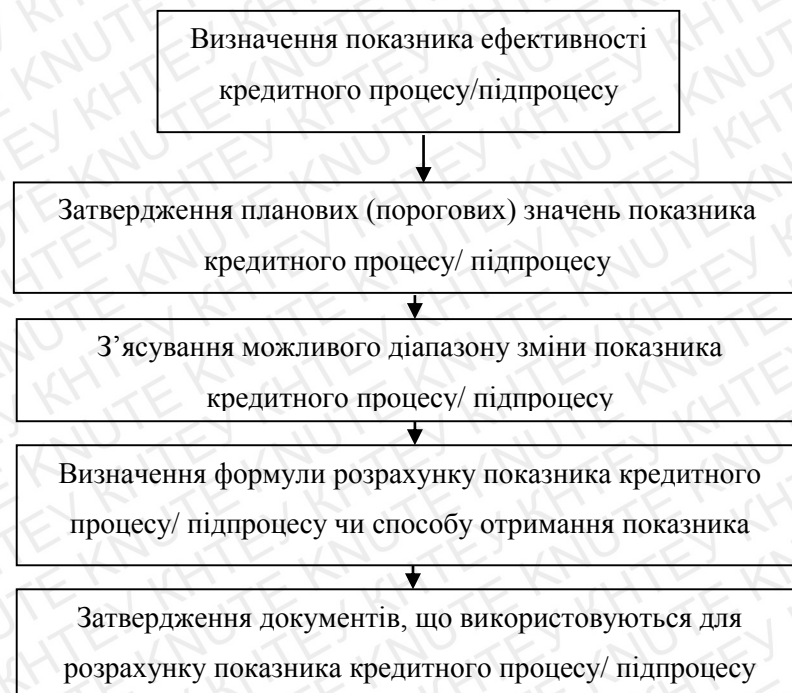 Визначення показника ефективності
кредитного процесу/підпроцесу
Затвердження планових (порогових) значень показника
кредитного процесу/ підпроцесу
З’ясування можливого діапазону зміни показника
кредитного процесу/ підпроцесу
Визначення формули розрахунку показника кредитного
процесу/ підпроцесу чи способу отримання показника
Затвердження документів, що використовуються для
розрахунку показника кредитного процесу/ підпроцесу